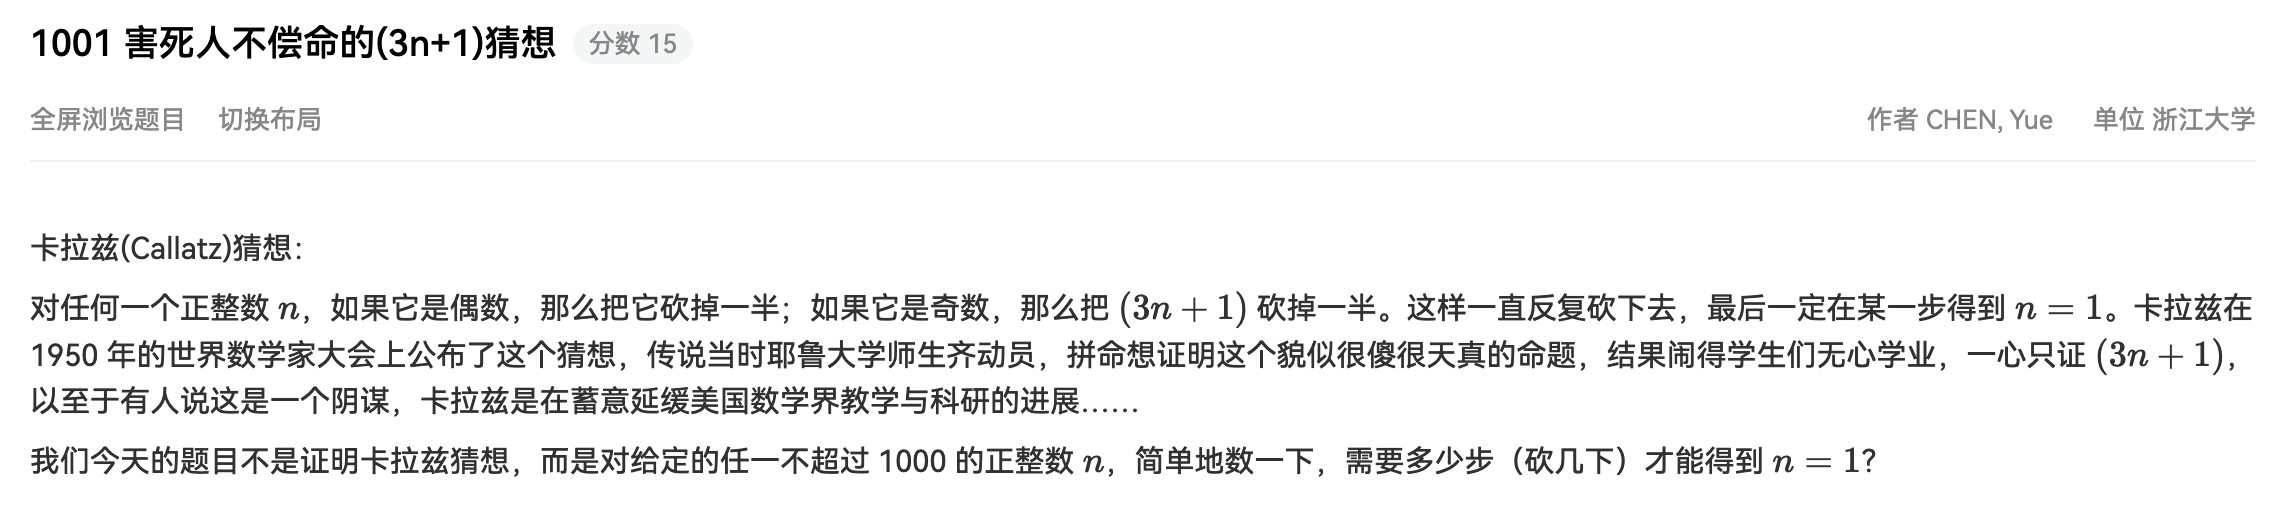 1001 害死人不偿命的(3n+1)猜想 分数 15
全屏浏览题目 切换布局 作者 CHEN, Yue 单位 浙江大学
卡拉兹(Callatz)猜想：
对任何一个正整数 n，如果它是偶数，那么把它砍掉一半；如果它是奇数，那么把 (3n + 1) 砍掉一半。这样一直反复砍下去，最后一定在某一步得到 n = 1。卡拉兹在
1950 年的世界数学家大会上公布了这个猜想，传说当时耶鲁大学师生齐动员，拼命想证明这个貌似很傻很天真的命题，结果闹得学生们无心学业，一心只证 (3n + 1)，
以至于有人说这是一个阴谋，卡拉兹是在蓄意延缓美国数学界教学与科研的进展……
我们今天的题目不是证明卡拉兹猜想，而是对给定的任一不超过 1000 的正整数 n，简单地数一下，需要多少步（砍几下）才能得到 n = 1？